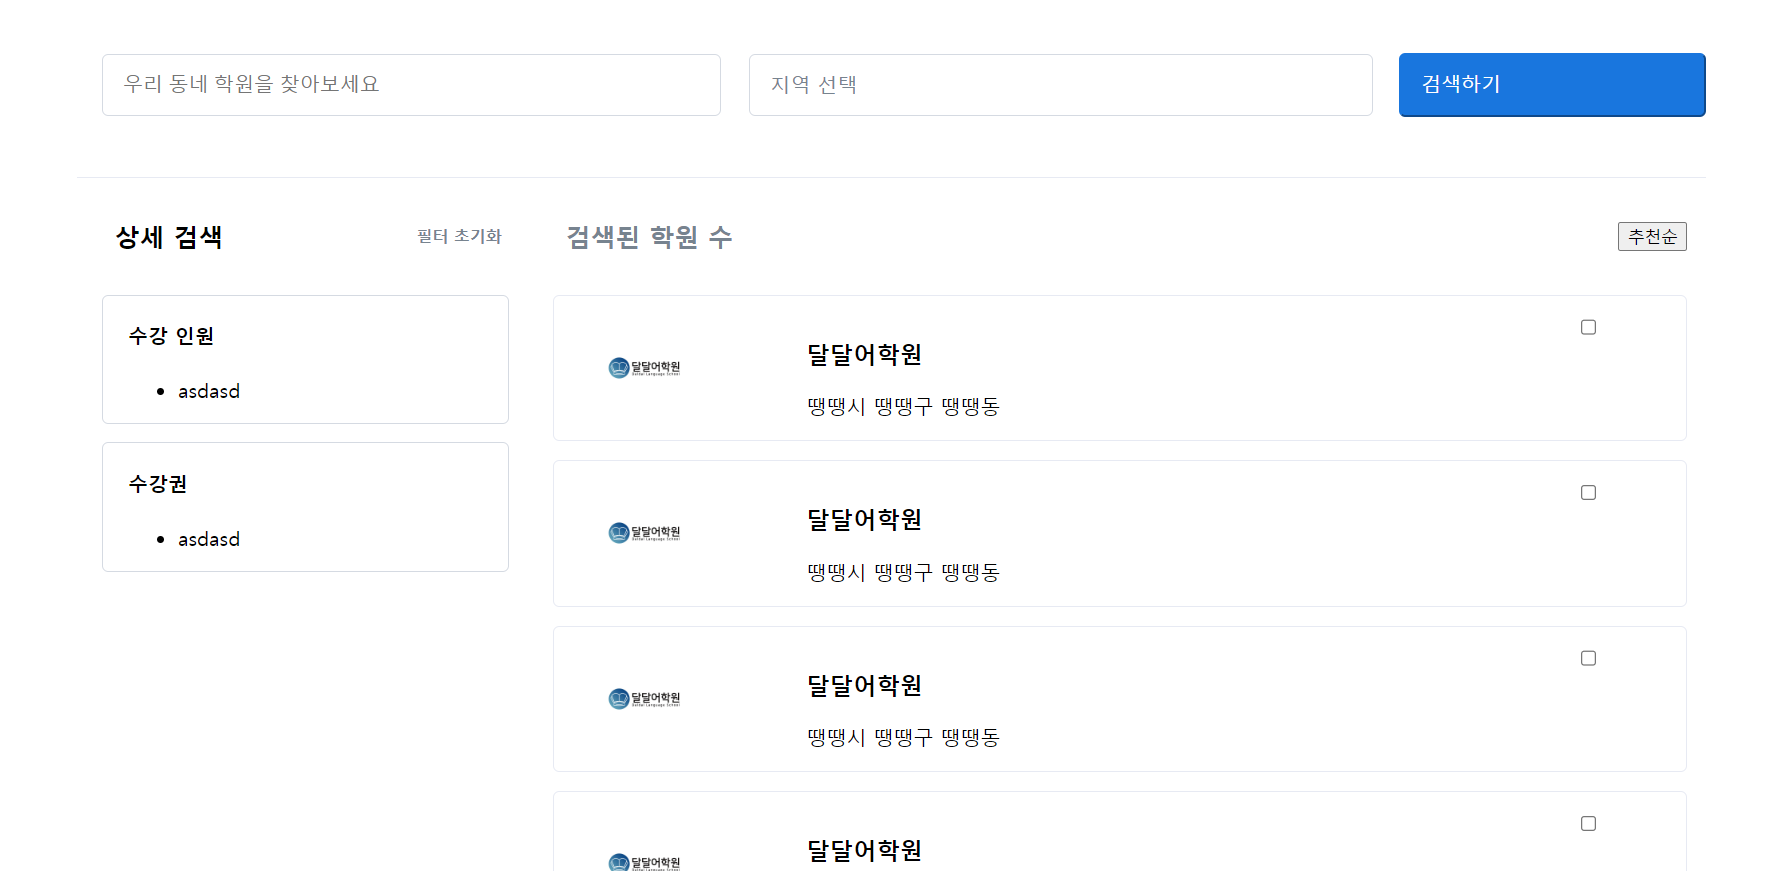 우리 동네 학원을 찾아보세요
지역 선택
검색하기
상세 검색
필터 초기화
검색된 학원 수
추천순
수강 인원
asdasd
수강권
asdasd
달달어학원
달달어학원
땡땡시 땡땡구 땡땡동
달달어학원
달달어학원
땡땡시 땡땡구 땡땡동
달달어학원
달달어학원
땡땡시 땡땡구 땡땡동
달달어학원
달달어학원